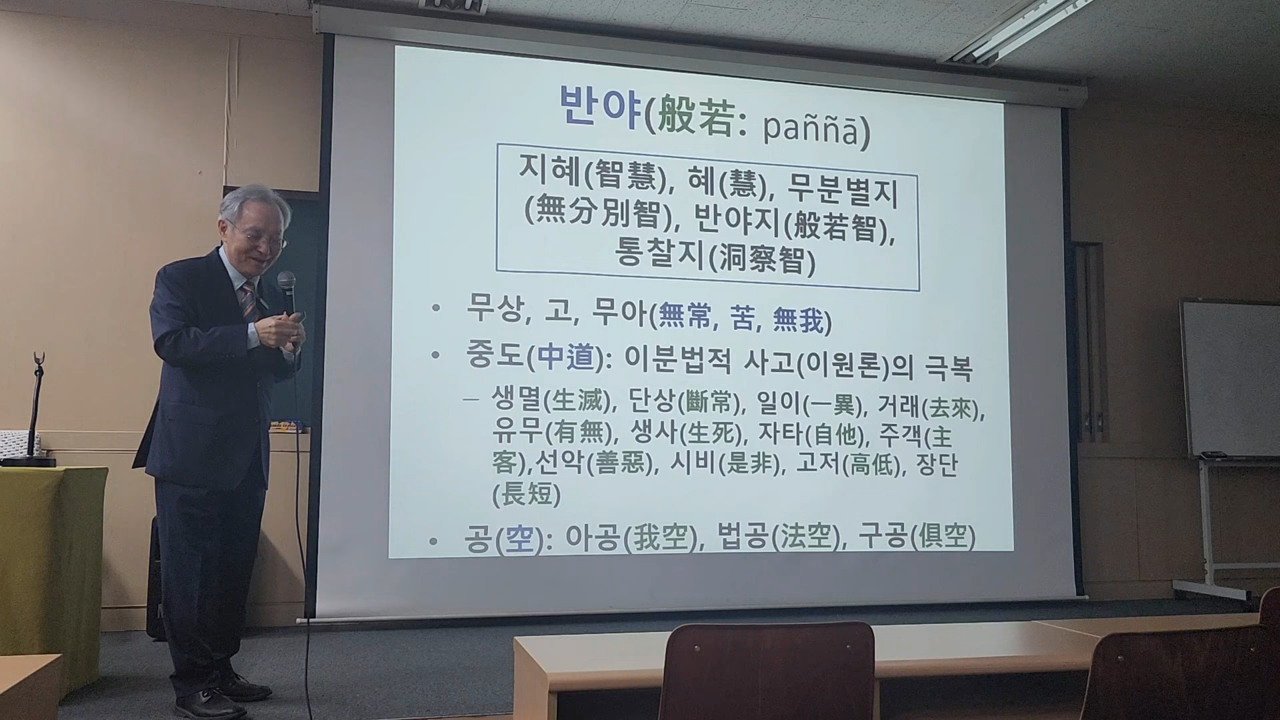 반야(般若: paññā)
지혜(智慧), 혜(慧), 무분별지
(無分別智), 반야지(般若智),
통찰지(洞察智)
• 무상, 고, 무아(無常, 苦, 無我)
• 중도(中道): 이분법적 사고(이원론)의 극복
– 생멸(生滅), 단상(斷常), 일이(一異), 거래(去來),
유무(有無), 생사(生死), 자타(自他), 주객(主
客),선악(善惡), 시비(是非), 고저(高低), 장단
(長短)
• 공(空): 아공(我空), 법공(法空), 구공(俱空)